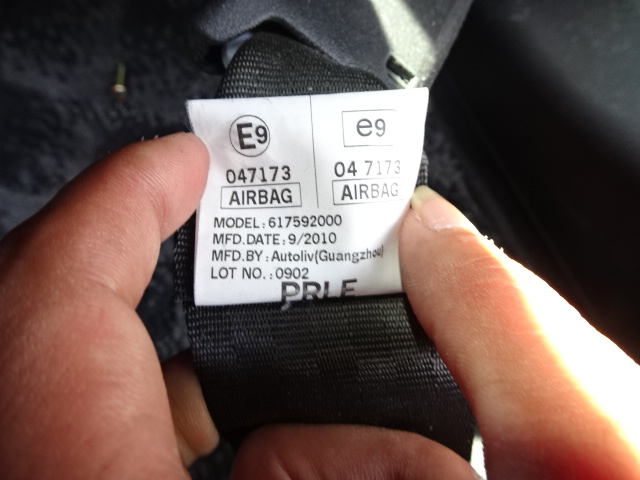 E9 e9
047173 04 7173
AIRBAG AIRBAG
MODEL:617592000
MFD.DATE: 9/2010
MFD.BY: Autoliv(Guangzhou)
LOT NO.: 0902
PRLE